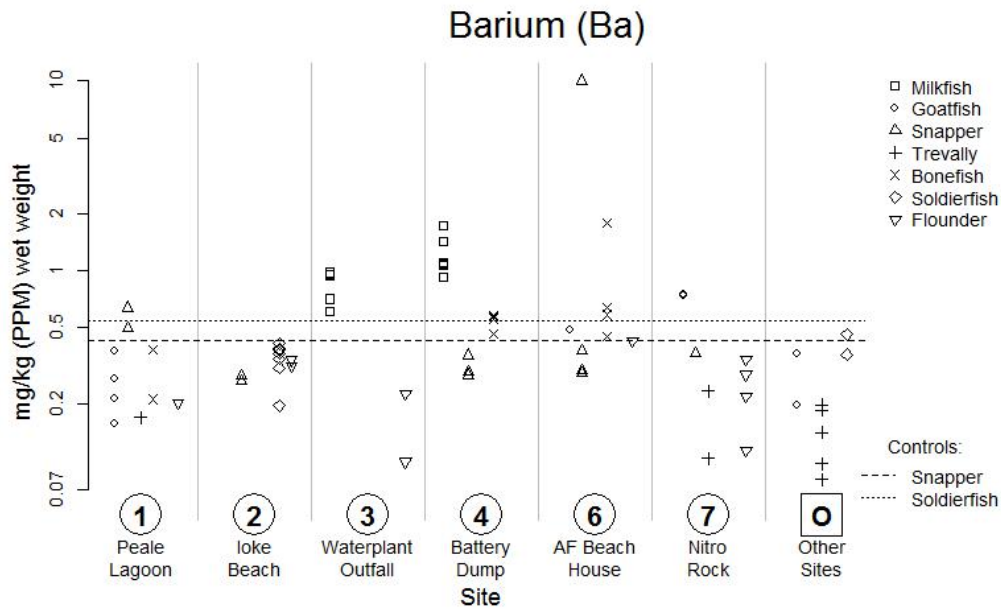 Barium (Ba)
mg/kg (PPM) wet weight
10
5
2
1
0.5
0.2
0.07
Milkfish
Goatfish
Snapper
Trevally
Bonefish
Soldierfish
Flounder
Controls:
Snapper
Soldierfish
1 2 3 4 6 7 O
Peale Ioke Waterplant Battery AF Beach Nitro Other
Lagoon Beach Outfall Dump House Rock Sites
Site